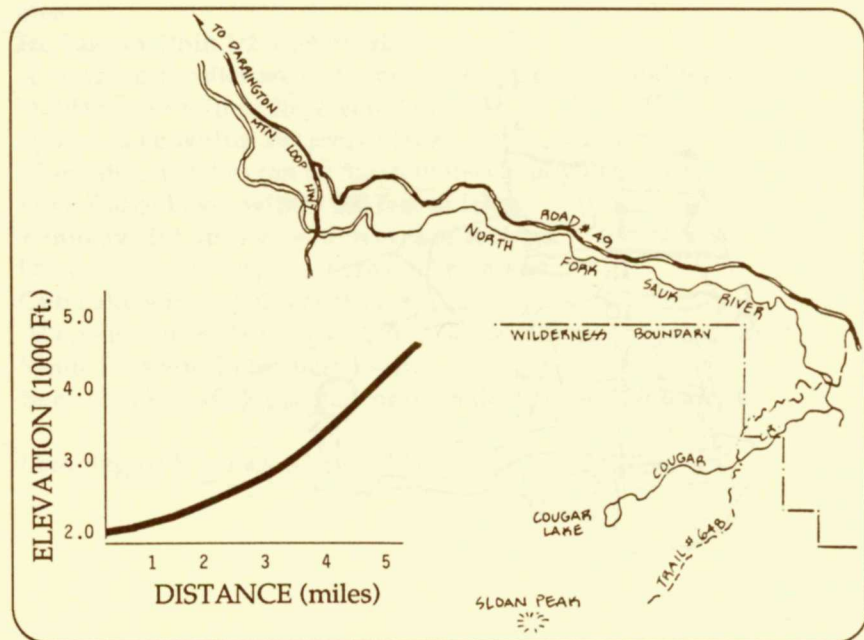 TO DARRINGTON
MTN. LOOP HWY
ROAD # 49
NORTH FORK SAUK RIVER
WILDERNESS BOUNDARY
COUGAR CR.
COUGAR LAKE
TRAIL # 648
SLOAN PEAK
ELEVATION (1000 Ft.)
5.0
4.0
3.0
2.0
1 2 3 4 5
DISTANCE (miles)